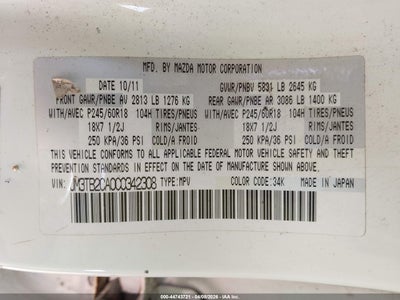 MFG. BY MAZDA MOTOR CORPORATION
DATE 10/11 GVWR/PNBV 5831 LB 2645 KG
FRONT GAWR/PNBE AV 2813 LB 1276 KG REAR GAWR/PNBE AR 3086 LB 1400 KG
WITH/AVEC P245/60R18 104H TIRES/PNEUS WITH/AVEC P245/60R18 104H TIRES/PNEUS
18X7 1/2J RIMS/JANTES 18X7 1/2J RIMS/JANTES
250 KPA/36 PSI COLD/A FROID 250 KPA/36 PSI COLD/A FROID
THIS VEHICLE CONFORMS TO ALL APPLICABLE FEDERAL MOTOR VEHICLE SAFETY AND THEFT
PREVENTION STANDARDS IN EFFECT ON THE DATE OF MANUFACTURE
SHOWN ABOVE.
VIN: JM3TB2CA0C0342308 TYPE:MPV COLOR CODE:34K MADE IN JAPAN
000-44743721 - 04/08/2026 - IAA Inc.